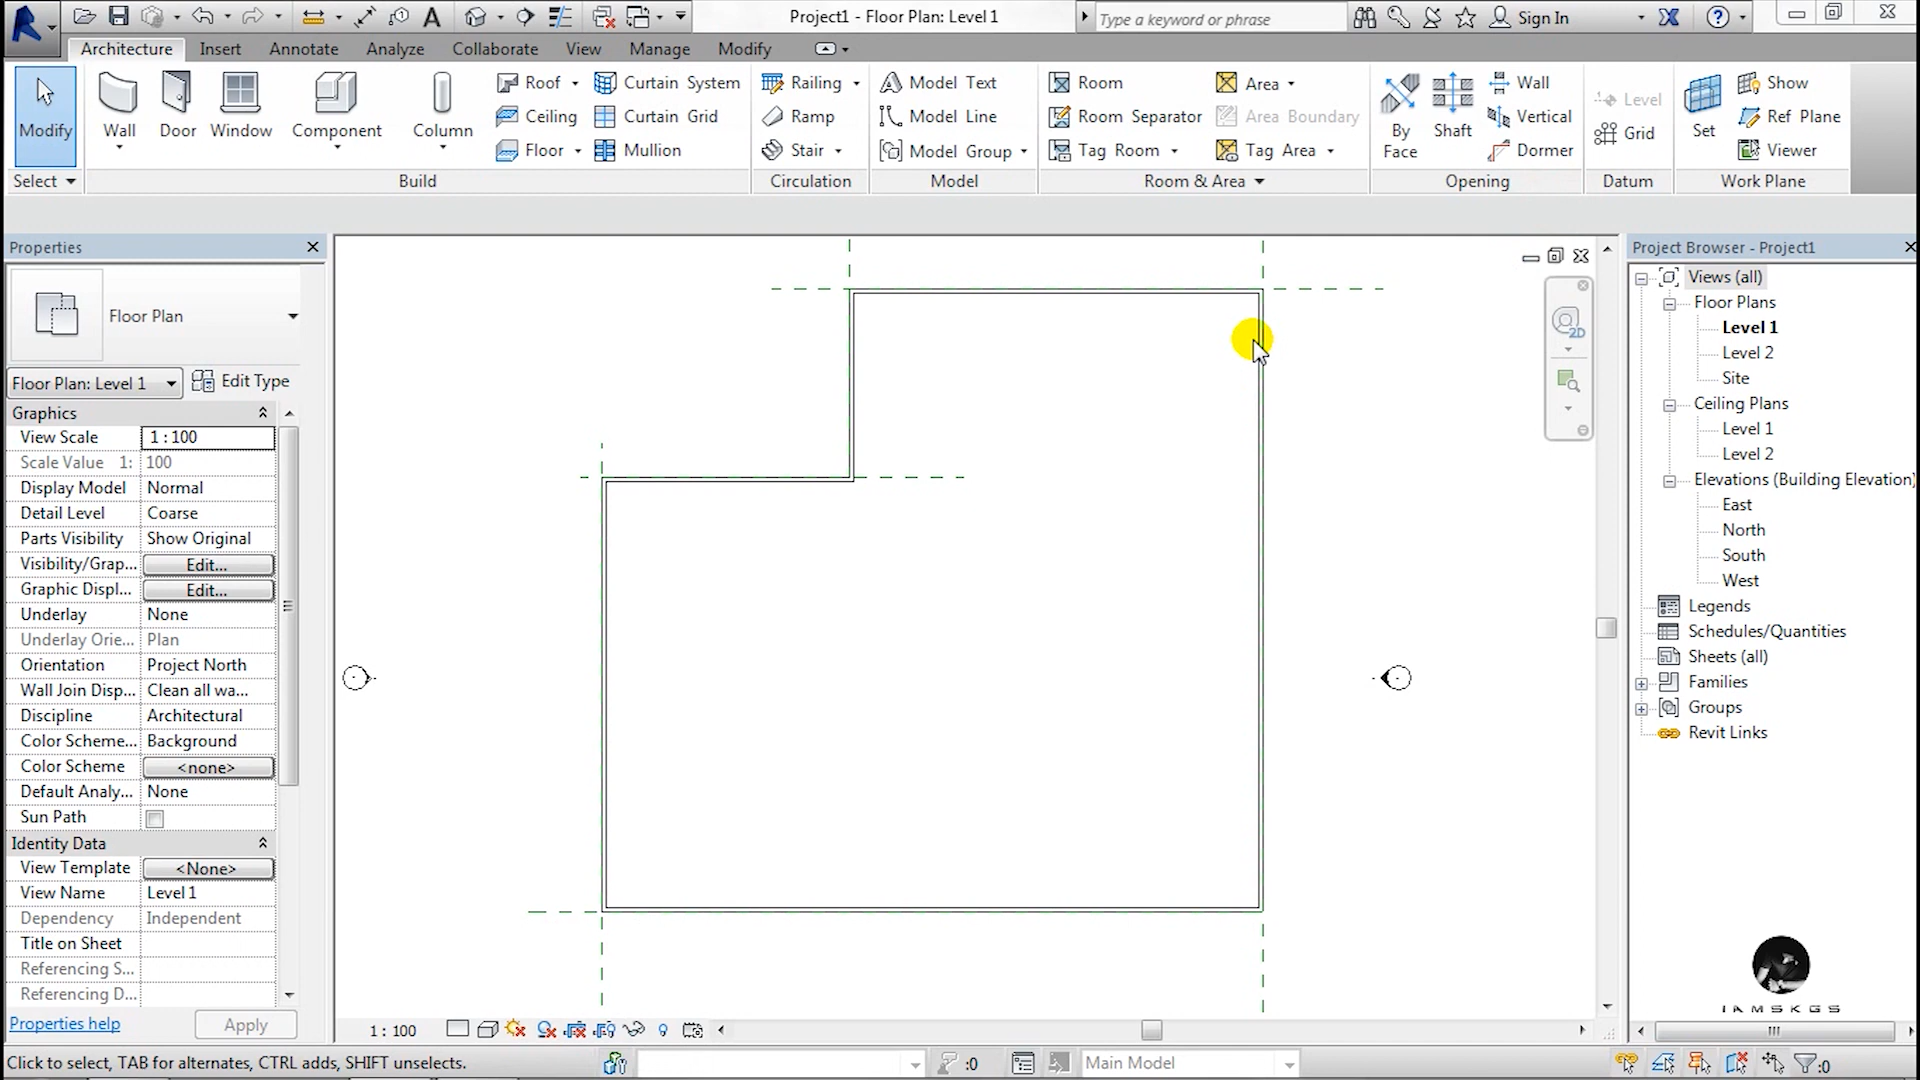 Project1 - Floor Plan: Level 1
Type a keyword or phrase
Sign In
Architecture
Insert
Annotate
Analyze
Collaborate
View
Manage
Modify
Modify
Wall
Door
Window
Component
Column
Roof
Ceiling
Floor
Curtain System
Curtain Grid
Mullion
Railing
Ramp
Stair
Model Text
Model Line
Model Group
Room
Room Separator
Tag Room
Area
Area Boundary
Tag Area
By Face
Shaft
Wall
Vertical
Dormer
Level
Grid
Set
Show
Ref Plane
Viewer
Select
Build
Circulation
Model
Room & Area
Opening
Datum
Work Plane
Properties
Floor Plan
Floor Plan: Level 1
Edit Type
Graphics
View Scale 1 : 100
Scale Value 1: 100
Display Model Normal
Detail Level Coarse
Parts Visibility Show Original
Visibility/Grap... Edit...
Graphic Displ... Edit...
Underlay None
Underlay Orie... Plan
Orientation Project North
Wall Join Disp... Clean all wa...
Discipline Architectural
Color Scheme... Background
Color Scheme <none>
Default Analy... None
Sun Path
Identity Data
View Template <None>
View Name Level 1
Dependency Independent
Title on Sheet
Referencing S...
Referencing D...
Properties help
Apply
2D
Project Browser - Project1
Views (all)
Floor Plans
Level 1
Level 2
Site
Ceiling Plans
Level 1
Level 2
Elevations (Building Elevation)
East
North
South
West
Legends
Schedules/Quantities
Sheets (all)
Families
Groups
Revit Links
IAMSKGS
1 : 100
Click to select, TAB for alternates, CTRL adds, SHIFT unselects.
:0
Main Model
:0